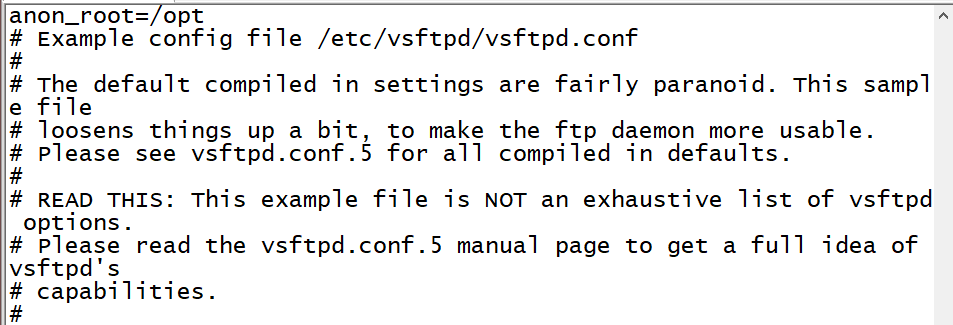 anon_root=/opt
# Example config file /etc/vsftpd/vsftpd.conf
#
# The default compiled in settings are fairly paranoid. This sampl
e file
# loosens things up a bit, to make the ftp daemon more usable.
# Please see vsftpd.conf.5 for all compiled in defaults.
#
# READ THIS: This example file is NOT an exhaustive list of vsftpd
 options.
# Please read the vsftpd.conf.5 manual page to get a full idea of
vsftpd's
# capabilities.
#